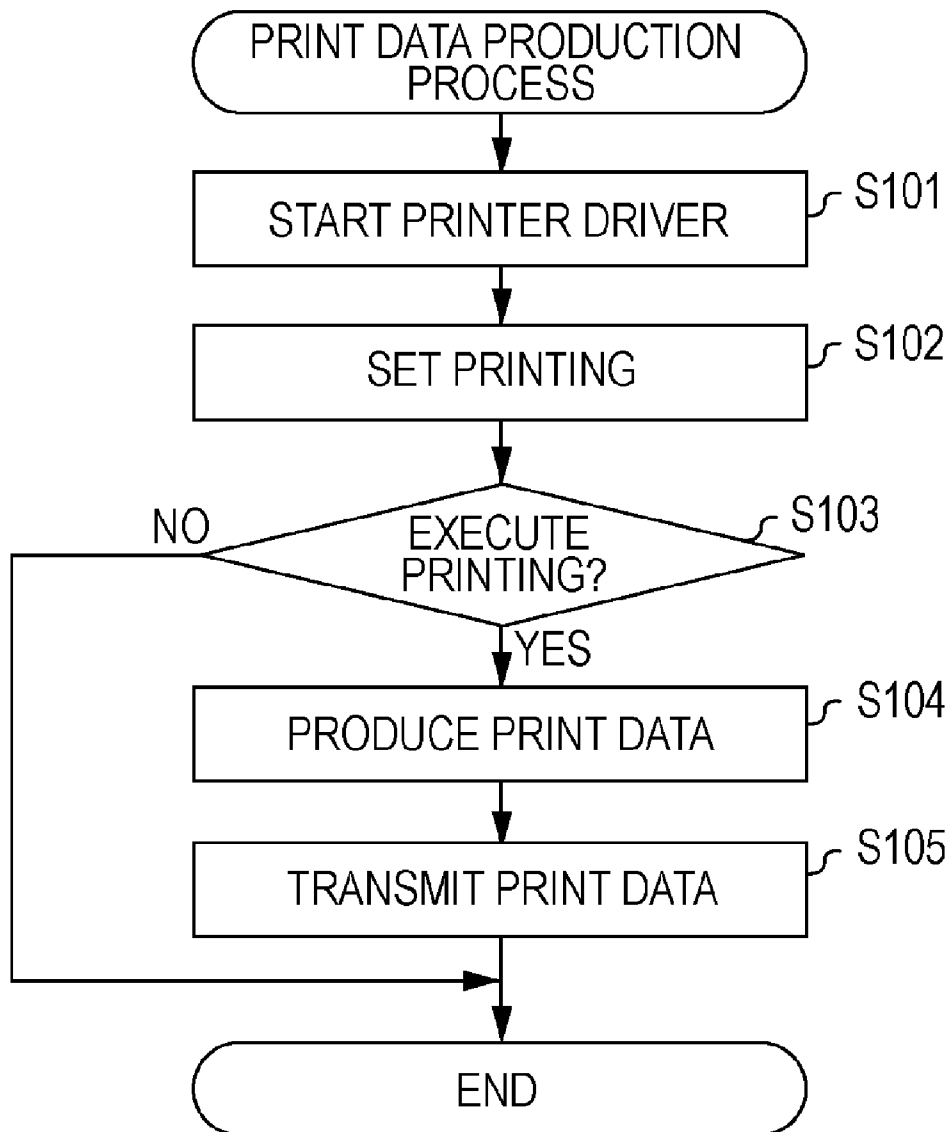 PRINT DATA PRODUCTION
PROCESS
START PRINTER DRIVER
S101
SET PRINTING
S102
EXECUTE
PRINTING?
S103
NO
YES
PRODUCE PRINT DATA
S104
TRANSMIT PRINT DATA
S105
END